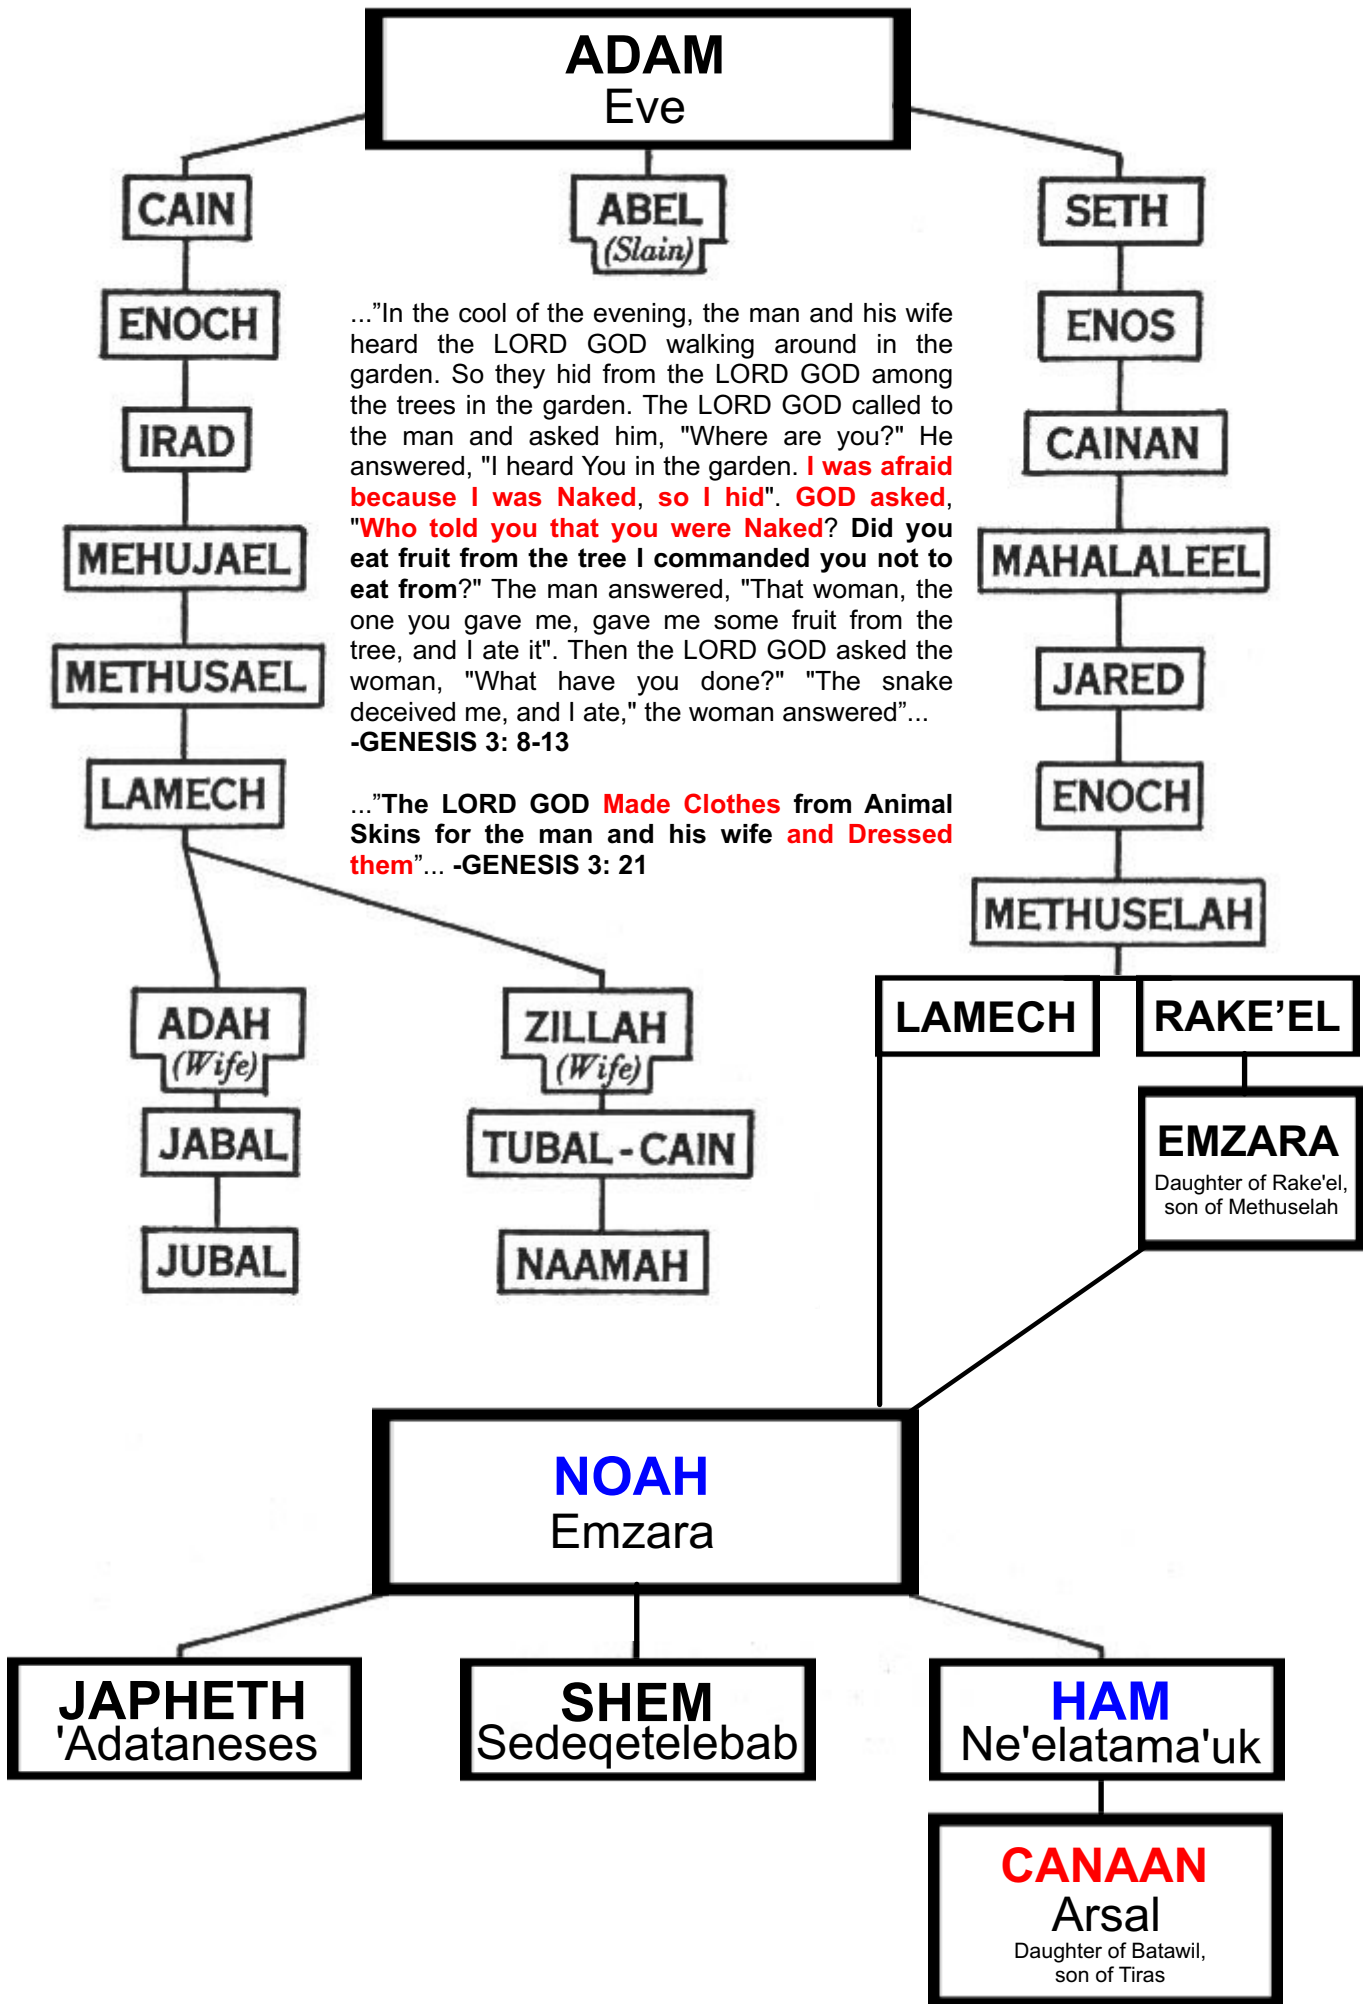 ADAM
Eve
CAIN
ABEL
(Slain)
SETH
ENOCH
ENOS
IRAD
CAINAN
MEHUJAEL
MAHALALEEL
METHUSAEL
JARED
LAMECH
ENOCH
..."In the cool of the evening, the man and his wife
heard the LORD GOD walking around in the
garden. So they hid from the LORD GOD among
the trees in the garden. The LORD GOD called to
the man and asked him, "Where are you?" He
answered, "I heard You in the garden. I was afraid
because I was Naked, so I hid". GOD asked,
"Who told you that you were Naked? Did you
eat fruit from the tree I commanded you not to
eat from?" The man answered, "That woman, the
one you gave me, gave me some fruit from the
tree, and I ate it". Then the LORD GOD asked the
woman, "What have you done?" "The snake
deceived me, and I ate," the woman answered”...
-GENESIS 3: 8-13
...”The LORD GOD Made Clothes from Animal
Skins for the man and his wife and Dressed
them”... -GENESIS 3: 21
METHUSELAH
ADAH
(Wife)
ZILLAH
(Wife)
LAMECH
RAKE’EL
JABAL
TUBAL-CAIN
EMZARA
Daughter of Rake'el,
son of Methuselah
JUBAL
NAAMAH
NOAH
Emzara
JAPHETH
'Adataneses
SHEM
Sedeqetelebab
HAM
Ne'elatama'uk
CANAAN
Arsal
Daughter of Batawil,
son of Tiras